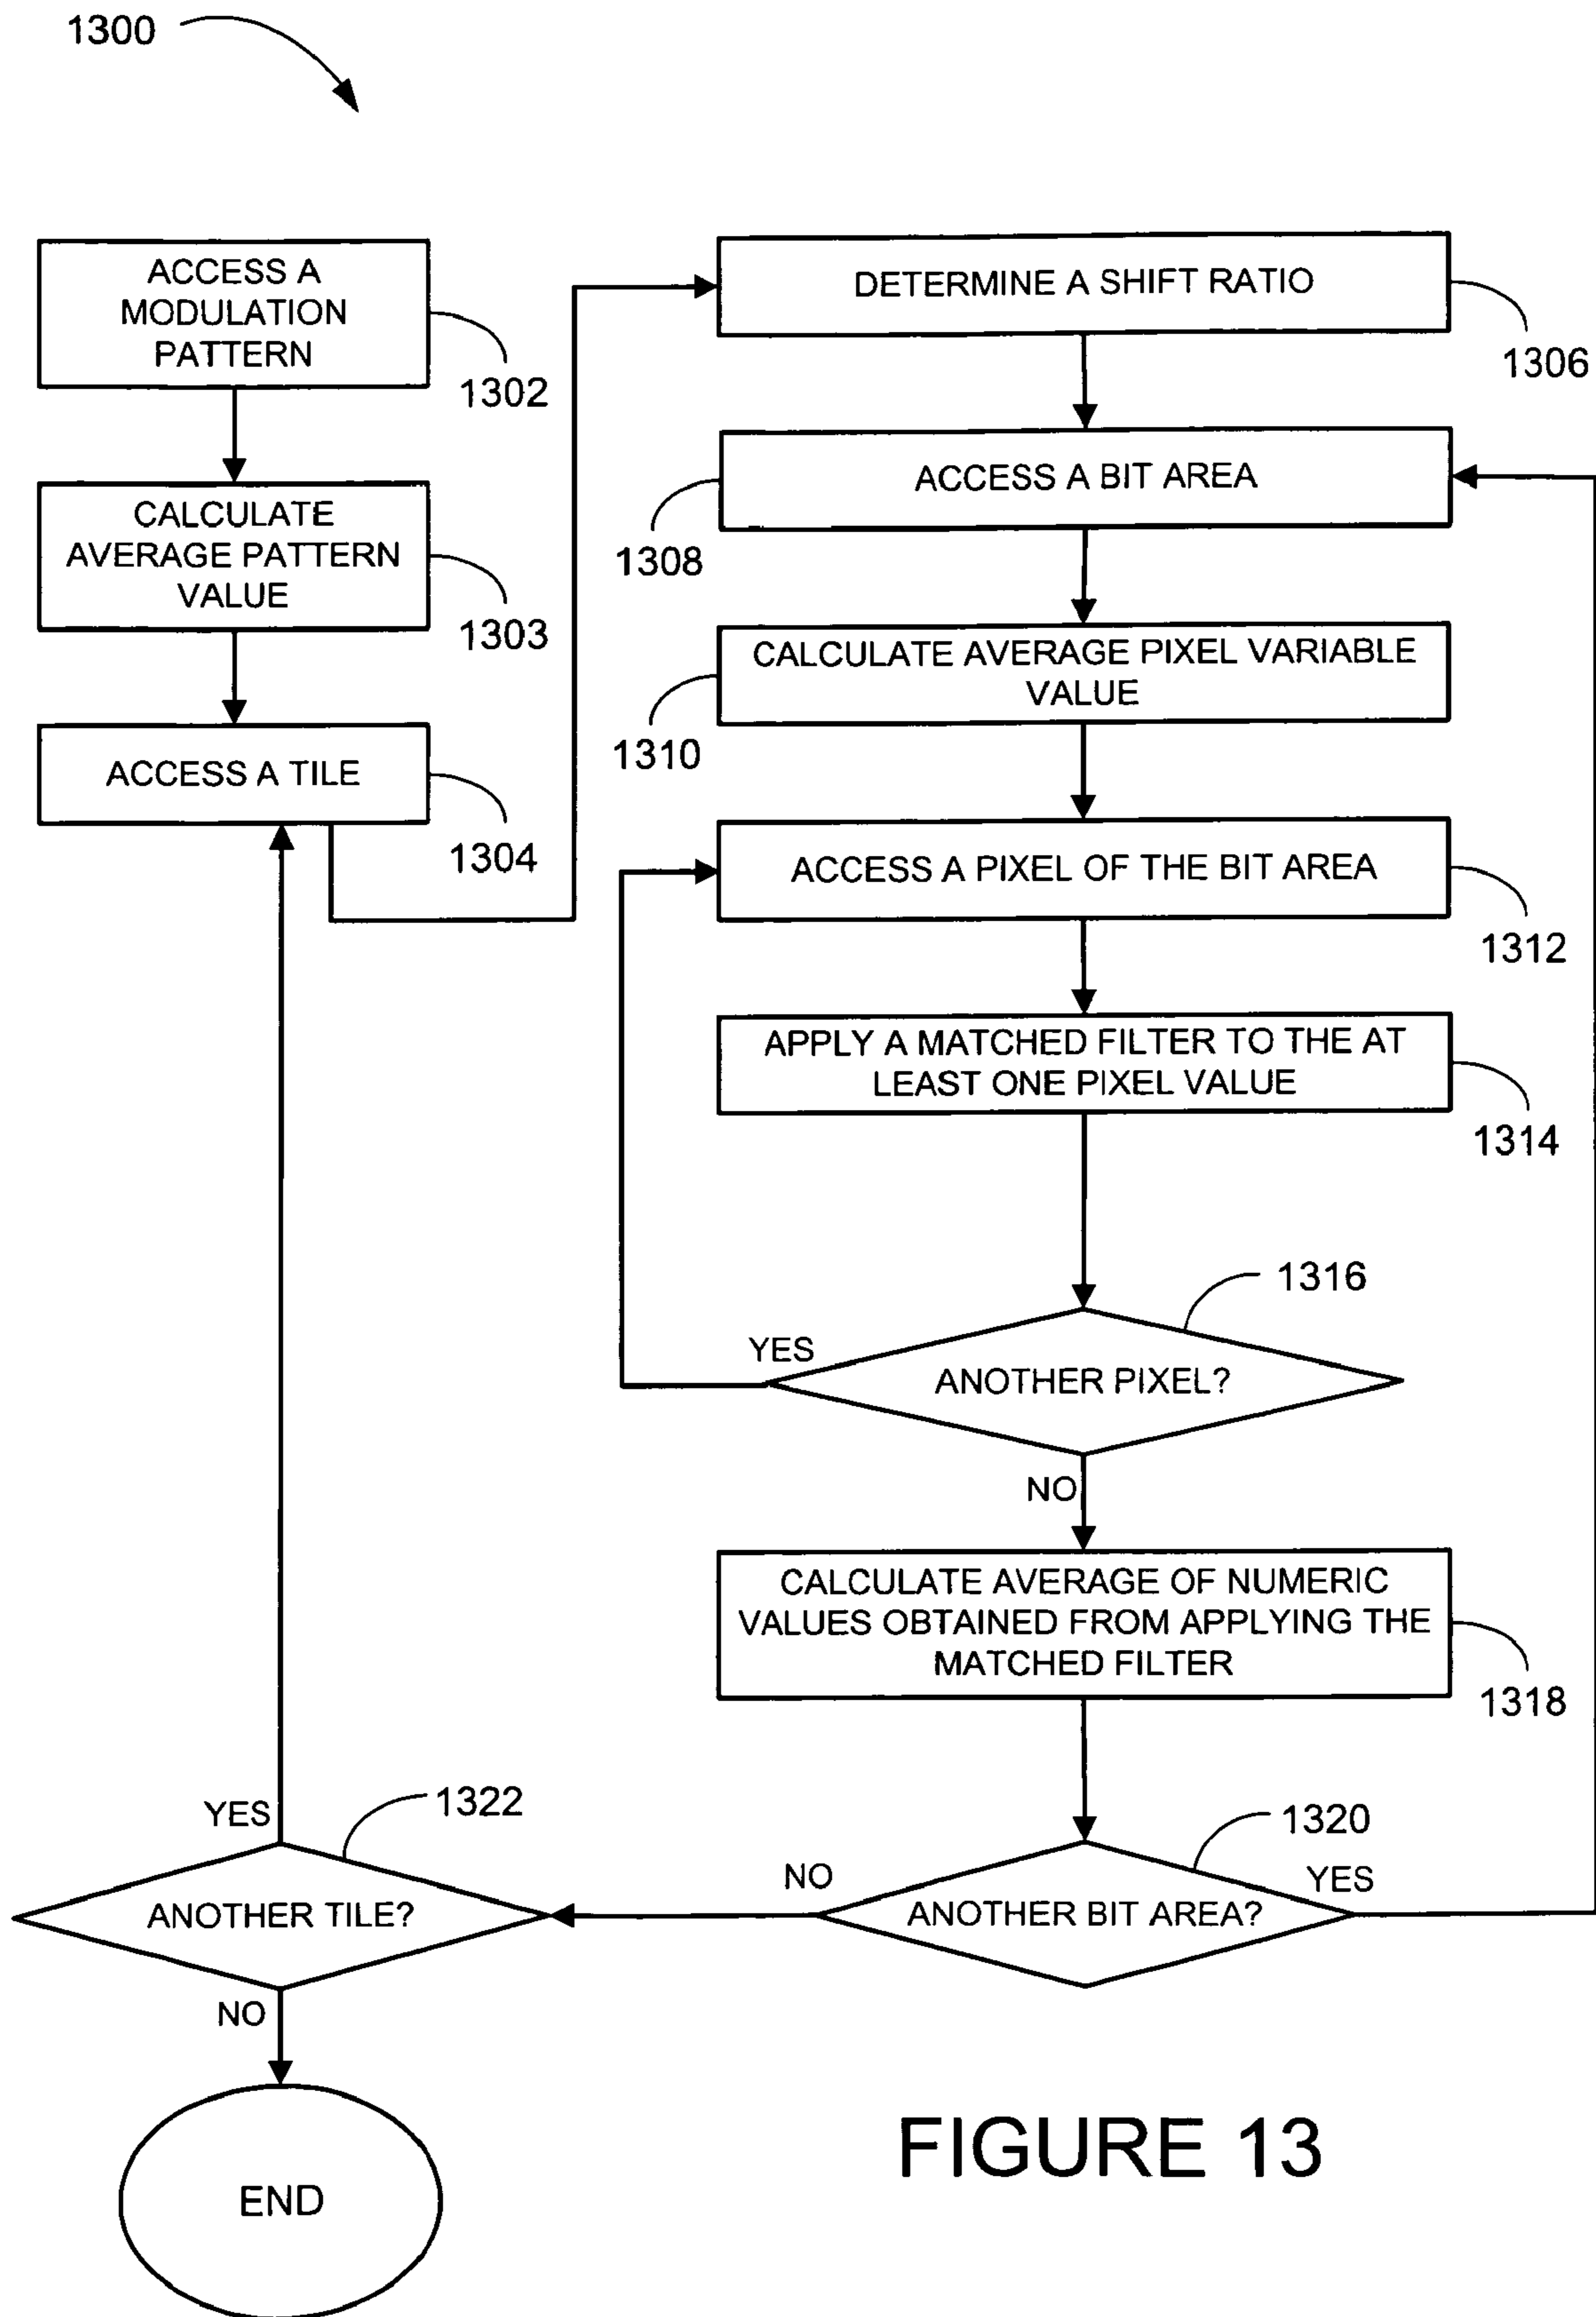 1300
ACCESS A
MODULATION
PATTERN
1302
CALCULATE
AVERAGE PATTERN
VALUE
1303
ACCESS A TILE
1304
DETERMINE A SHIFT RATIO
1306
ACCESS A BIT AREA
1308
CALCULATE AVERAGE PIXEL VARIABLE
VALUE
1310
ACCESS A PIXEL OF THE BIT AREA
1312
APPLY A MATCHED FILTER TO THE AT
LEAST ONE PIXEL VALUE
1314
1316
YES
ANOTHER PIXEL?
NO
CALCULATE AVERAGE OF NUMERIC
VALUES OBTAINED FROM APPLYING THE
MATCHED FILTER
1318
1320
NO
YES
ANOTHER BIT AREA?
1322
YES
ANOTHER TILE?
NO
END
FIGURE 13